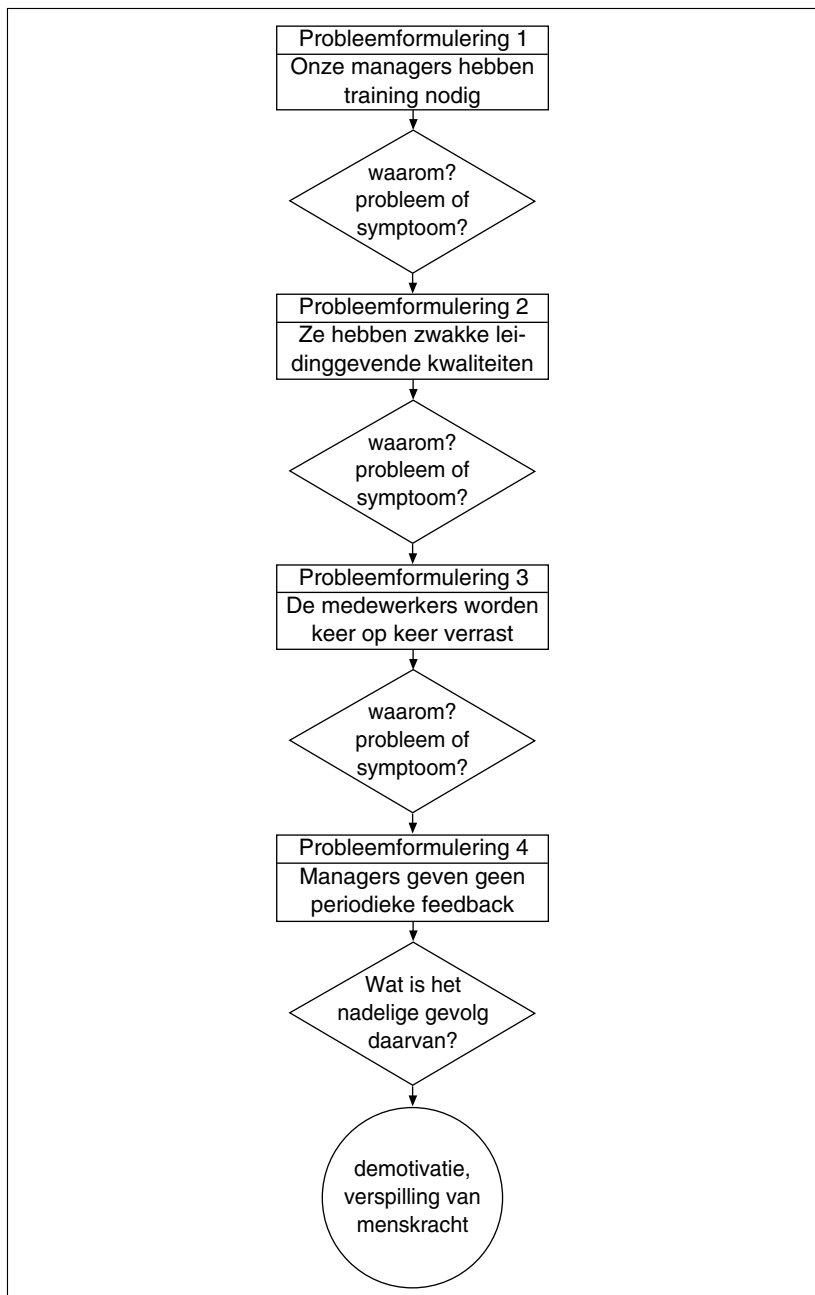 Probleemformulering 1
Onze managers hebben
training nodig
waarom?
probleem of
symptoom?
Probleemformulering 2
Ze hebben zwakke lei-
dinggevende kwaliteiten
waarom?
probleem of
symptoom?
Probleemformulering 3
De medewerkers worden
keer op keer verrast
waarom?
probleem of
symptoom?
Probleemformulering 4
Managers geven geen
periodieke feedback
Wat is het
nadelige gevolg
daarvan?
demotivatie,
verspilling van
menskracht